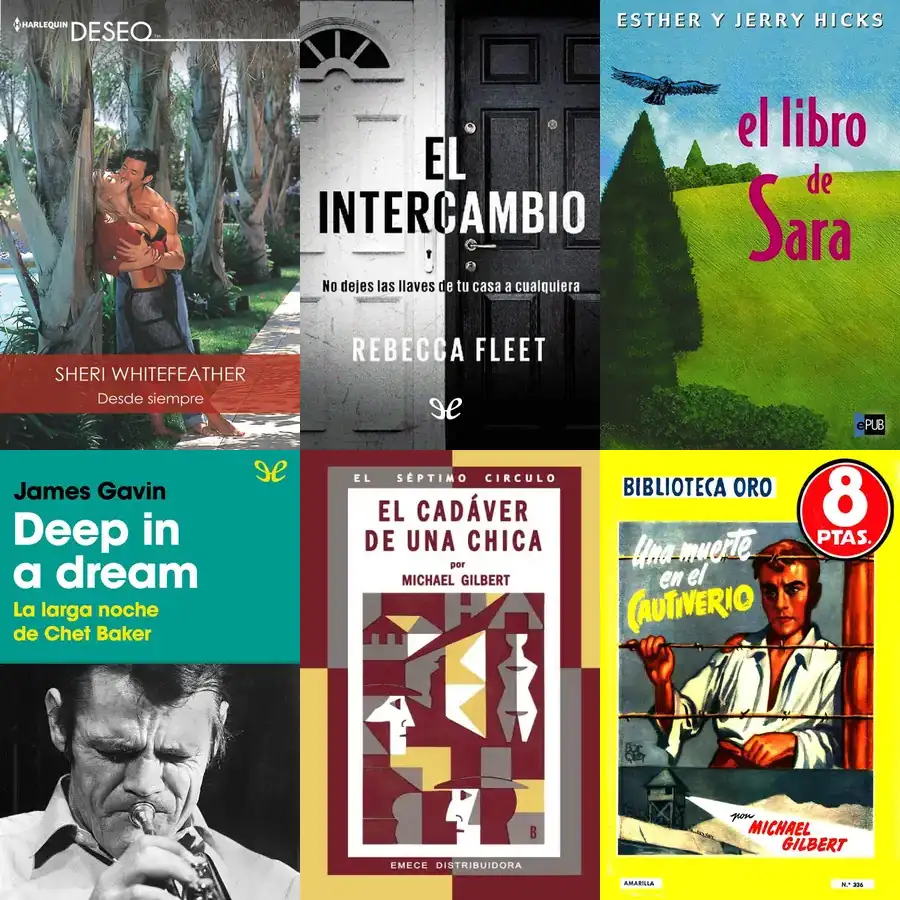 HARLEQUIN
DESEO
SHERI WHITEFEATHER
Desde siempre
EL
INTERCAMBIO
No dejes las llaves de tu casa a cualquiera
REBECCA FLEET
ESTHER Y JERRY HICKS
el libro
de
Sara
ePUB
James Gavin
Deep in
a dream
La larga noche
de Chet Baker
EL SÉPTIMO CIRCULO
EL CADÁVER
DE UNA CHICA
por
MICHAEL GILBERT
B
EMECE DISTRIBUIDORA
BIBLIOTECA ORO
8
PTAS.
Una muerte
en el
CAUTIVERIO
por
MICHAEL
GILBERT
AMARILLA
N.º 336